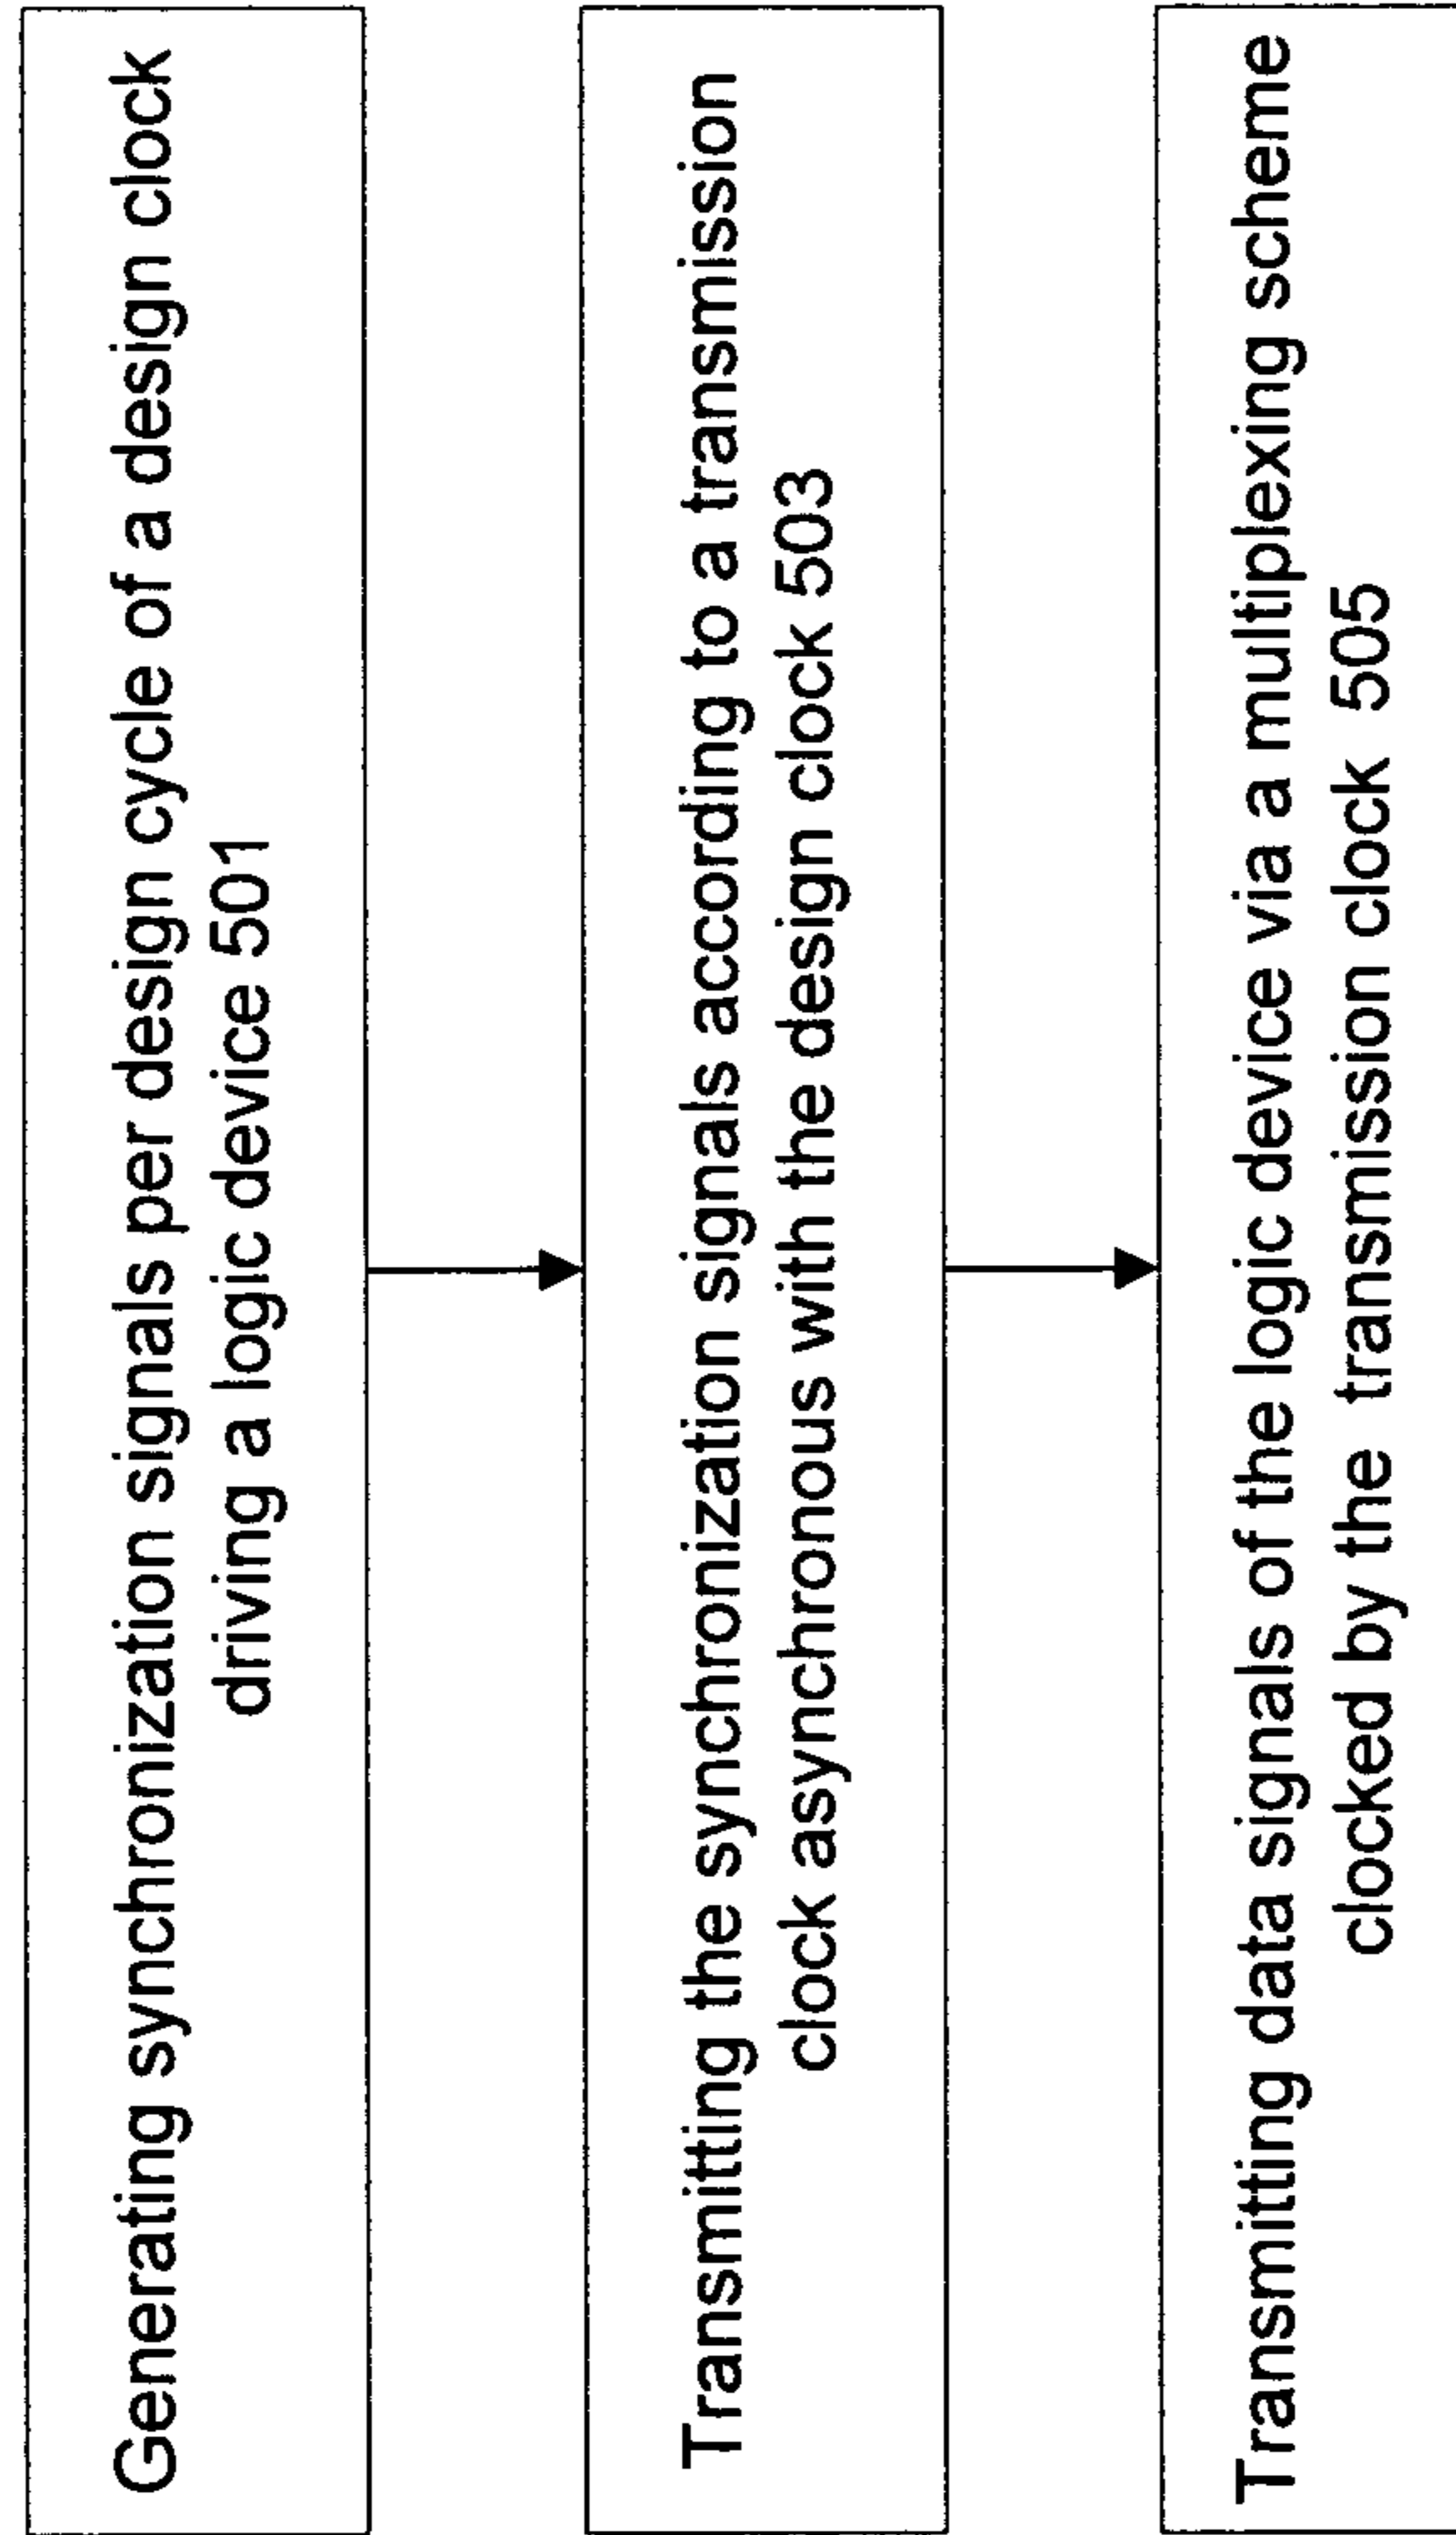 Generating synchronization signals per design cycle of a design clock
driving a logic device 501
Transmitting the synchronization signals according to a transmission
clock asynchronous with the design clock 503
Transmitting data signals of the logic device via a multiplexing scheme
clocked by the transmission clock 505